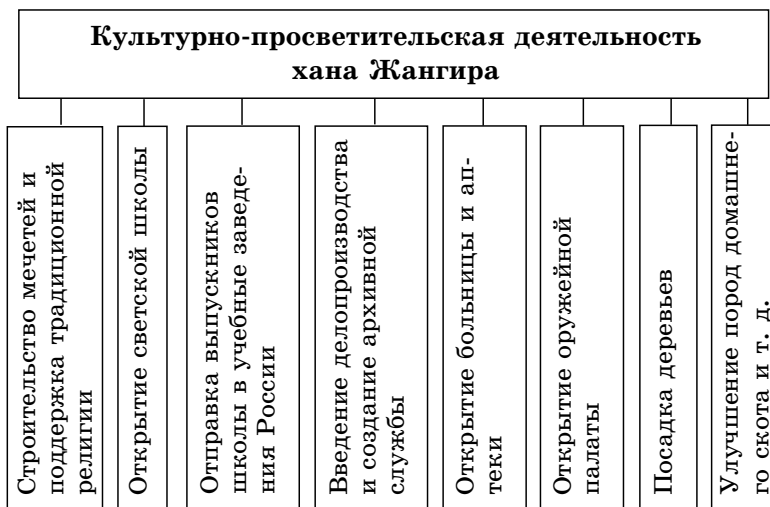 Культурно-просветительская деятельность
хана Жангира
Строительство мечетей и
поддержка традиционной
религии
Открытие светской школы
Отправка выпускников
школы в учебные заведе-
ния России
Введение делопроизводства
и создание архивной
службы
Открытие больницы и ап-
теки
Открытие оружейной
палаты
Посадка деревьев
Улучшение пород домашне-
го скота и т. д.